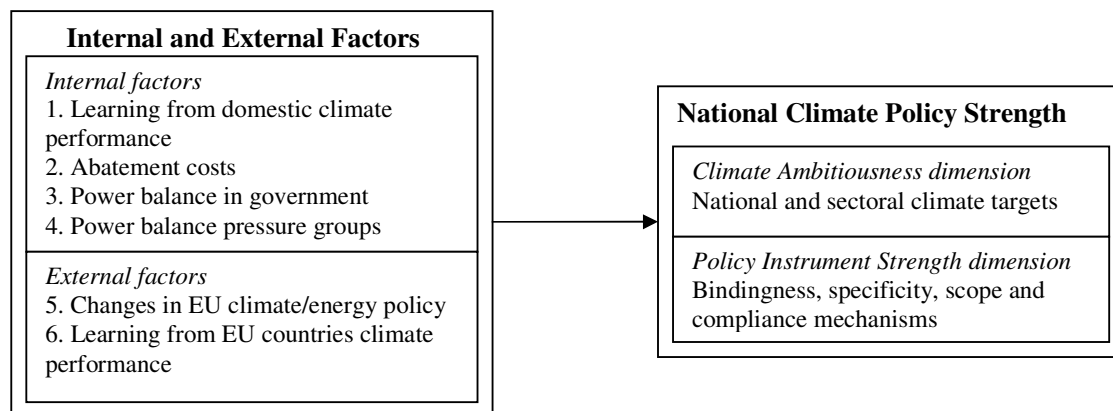 Internal and External Factors
Internal factors
1. Learning from domestic climate
performance
2. Abatement costs
3. Power balance in government
4. Power balance pressure groups
External factors
5. Changes in EU climate/energy policy
6. Learning from EU countries climate
performance
National Climate Policy Strength
Climate Ambitiousness dimension
National and sectoral climate targets
Policy Instrument Strength dimension
Bindingness, specificity, scope and
compliance mechanisms